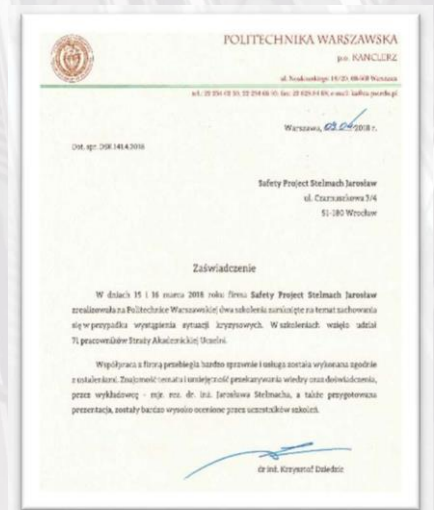 POLITECHNIKA WARSZAWSKA
p.o. KANCLERZ
Warszawa, 09.04 2018 r.
Safety Project Stelmach Jarosław
ul. Czarnuszkowa 3/4
51-180 Wrocław
Zaświadczenie
W dniach 15 i 16 marca 2018 roku firma Safety Project Stelmach Jarosław
zrealizowała na Politechnice Warszawskiej dwa szkolenia zamknięte na temat zachowania
się w przypadku wystąpienia sytuacji kryzysowych. W szkoleniach wzięło udział
71 pracowników Straży Akademickiej Uczelni.
Współpraca z firmą przebiegła bardzo sprawnie i usługa została wykonana zgodnie
z ustaleniami. Znajomość tematu i umiejętność przekazywania wiedzy oraz doświadczenia,
przez wykładowcę - mjr. rez. dr. inż. Jarosława Stelmacha, a także przygotowana
prezentacja, zostały bardzo wysoko ocenione przez uczestników szkoleń.
dr inż. Krzysztof Dziedzic